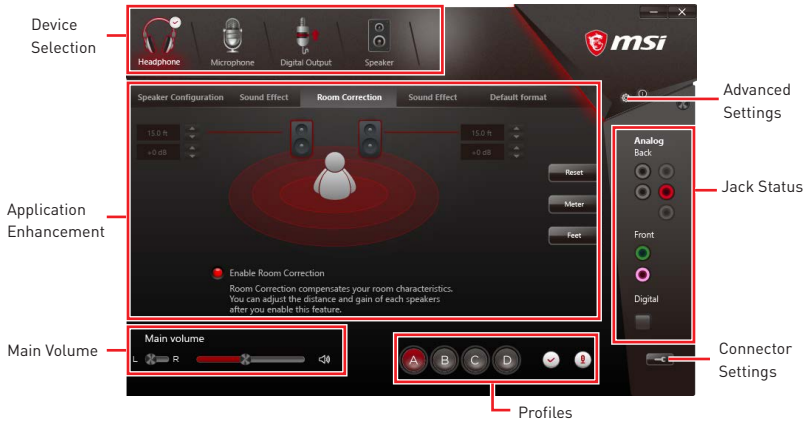 Device
Selection
Headphone
Microphone
Digital Output
Speaker
msi
Advanced
Settings
Speaker Configuration
Sound Effect
Room Correction
Sound Effect
Default format
15.0 ft
+0 dB
15.0 ft
+0 dB
Reset
Meter
Feet
Application
Enhancement
Enable Room Correction
Room Correction compensates your room characteristics.
You can adjust the distance and gain of each speakers
after you enable this feature.
Analog
Back
Front
Digital
Jack Status
Main Volume
Main volume
L
R
A
B
C
D
Profiles
Connector
Settings